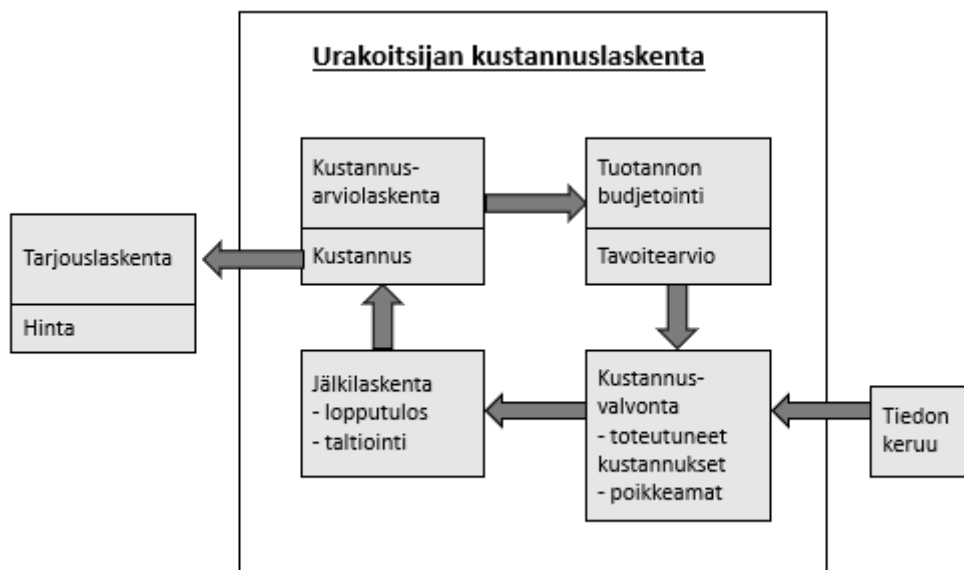 Urakoitsijan kustannuslaskenta
Kustannus-
arviolaskenta
Kustannus
Tuotannon
budjetointi
Tavoitearvio
Tarjouslaskenta
Hinta
Jälkilaskenta
- lopputulos
- taltiointi
Kustannus-
valvonta
- toteutuneet
kustannukset
- poikkeamat
Tiedon
keruu